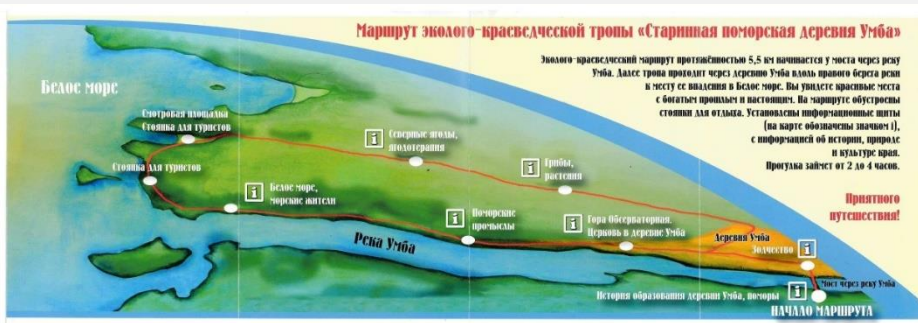 Маршрут эколого-краеведческой тропы «Старинная поморская деревня Умба»
Эколого-краеведческий маршрут протяжённостью 5,5 км начинается у моста через реку
Умба. Далее тропа проходит через деревню Умба вдоль правого берега реки
к месту ее впадения в Белое море. Вы увидете красивые места
с богатым прошлым и настоящим. На маршруте обустроены
стоянки для отдыха. Установлены информационные щиты
(на карте обозначены значком i),
с информацией об истории, природе
и культуре края.
Прогулка займет от 2 до 4 часов.
Приятного
путешествия!
Белое море
Смотровая площадка
Стоянка для туристов
Стоянка для туристов
i
Северные ягоды,
ягодотерапия
i
Грибы,
растения
i
Белое море,
морские жители
i
Поморские
промыслы
i
Гора Обсерваторная.
Церковь в деревне Умба
Деревня Умба
Зодчество
i
Река Умба
Мост через реку Умба
История образования деревни Умба, поморы
i
НАЧАЛО МАРШРУТА